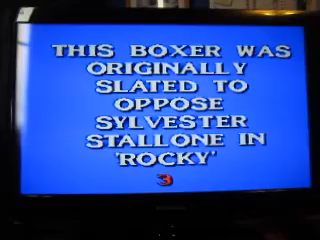 THIS BOXER WAS
ORIGINALLY
SLATED TO
OPPOSE
SYLVESTER
STALLONE IN
'ROCKY'
3